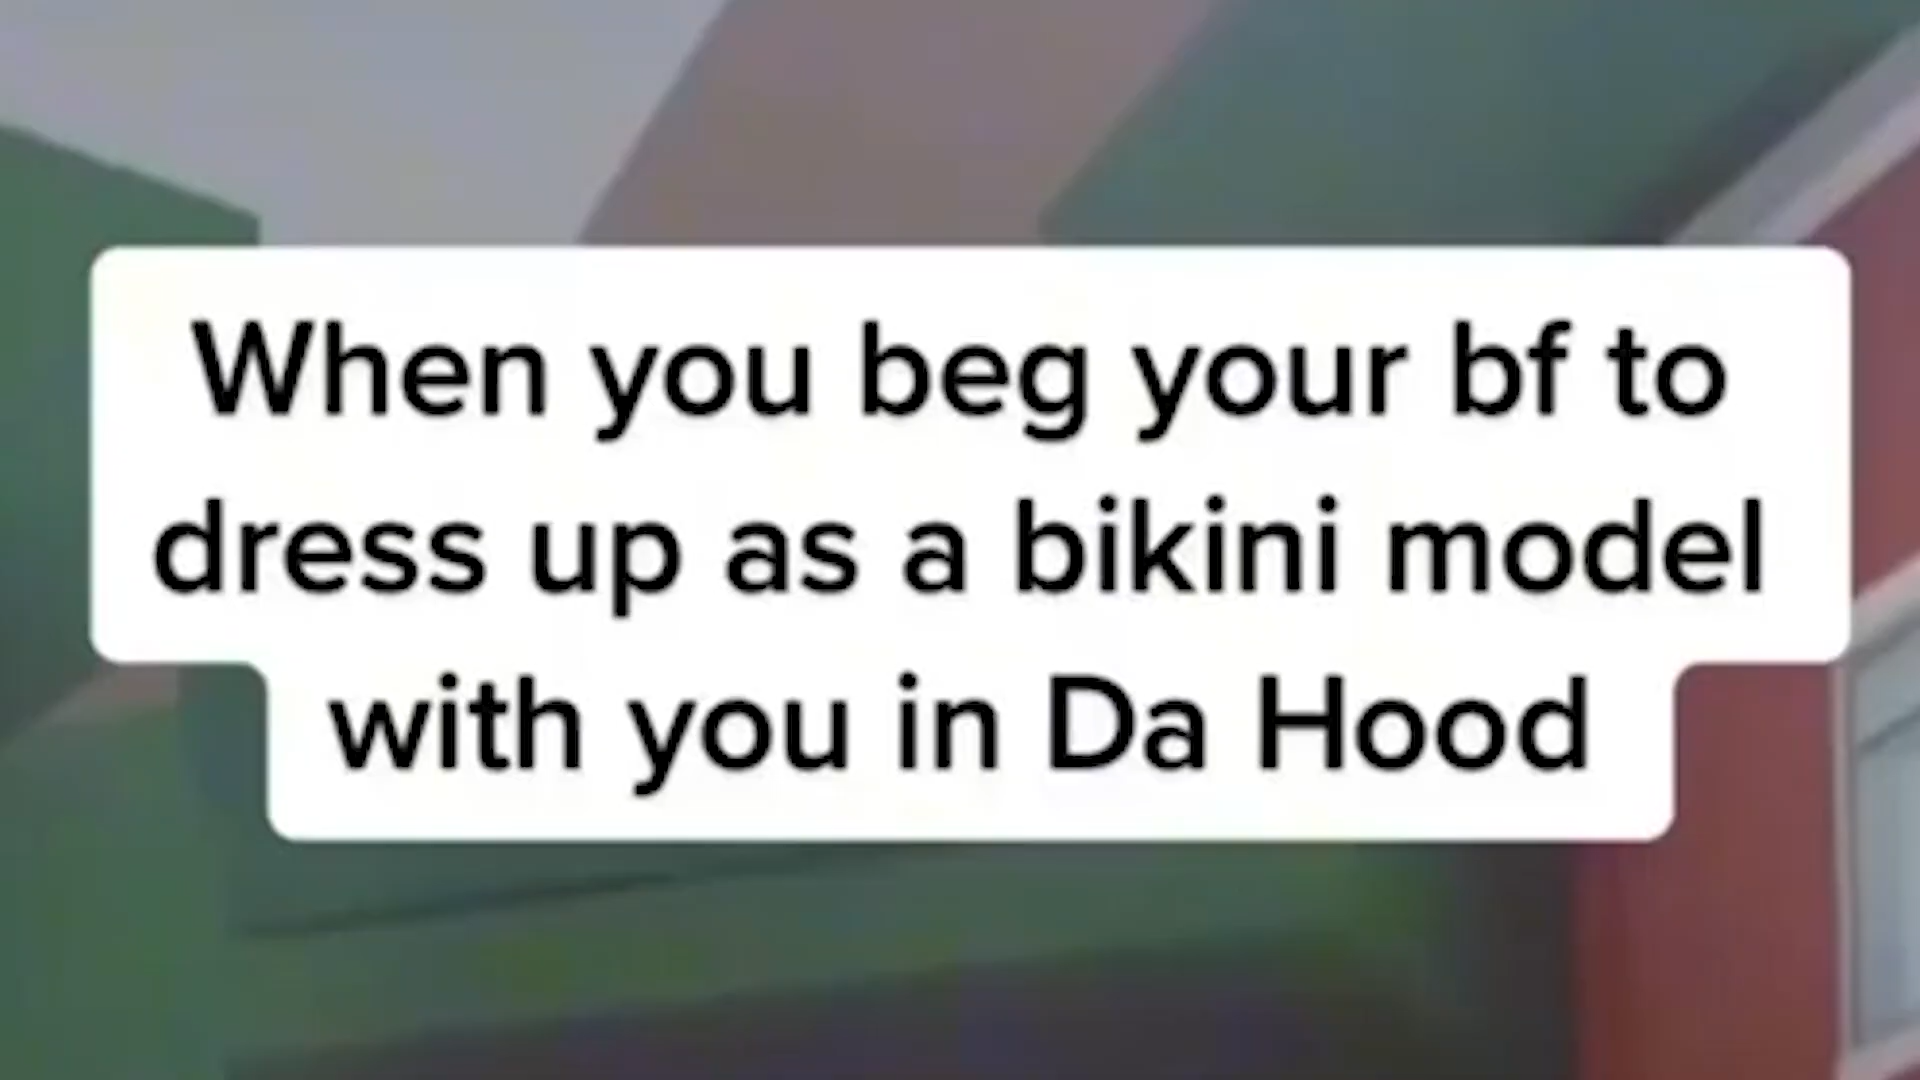 When you beg your bf to
dress up as a bikini model
with you in Da Hood